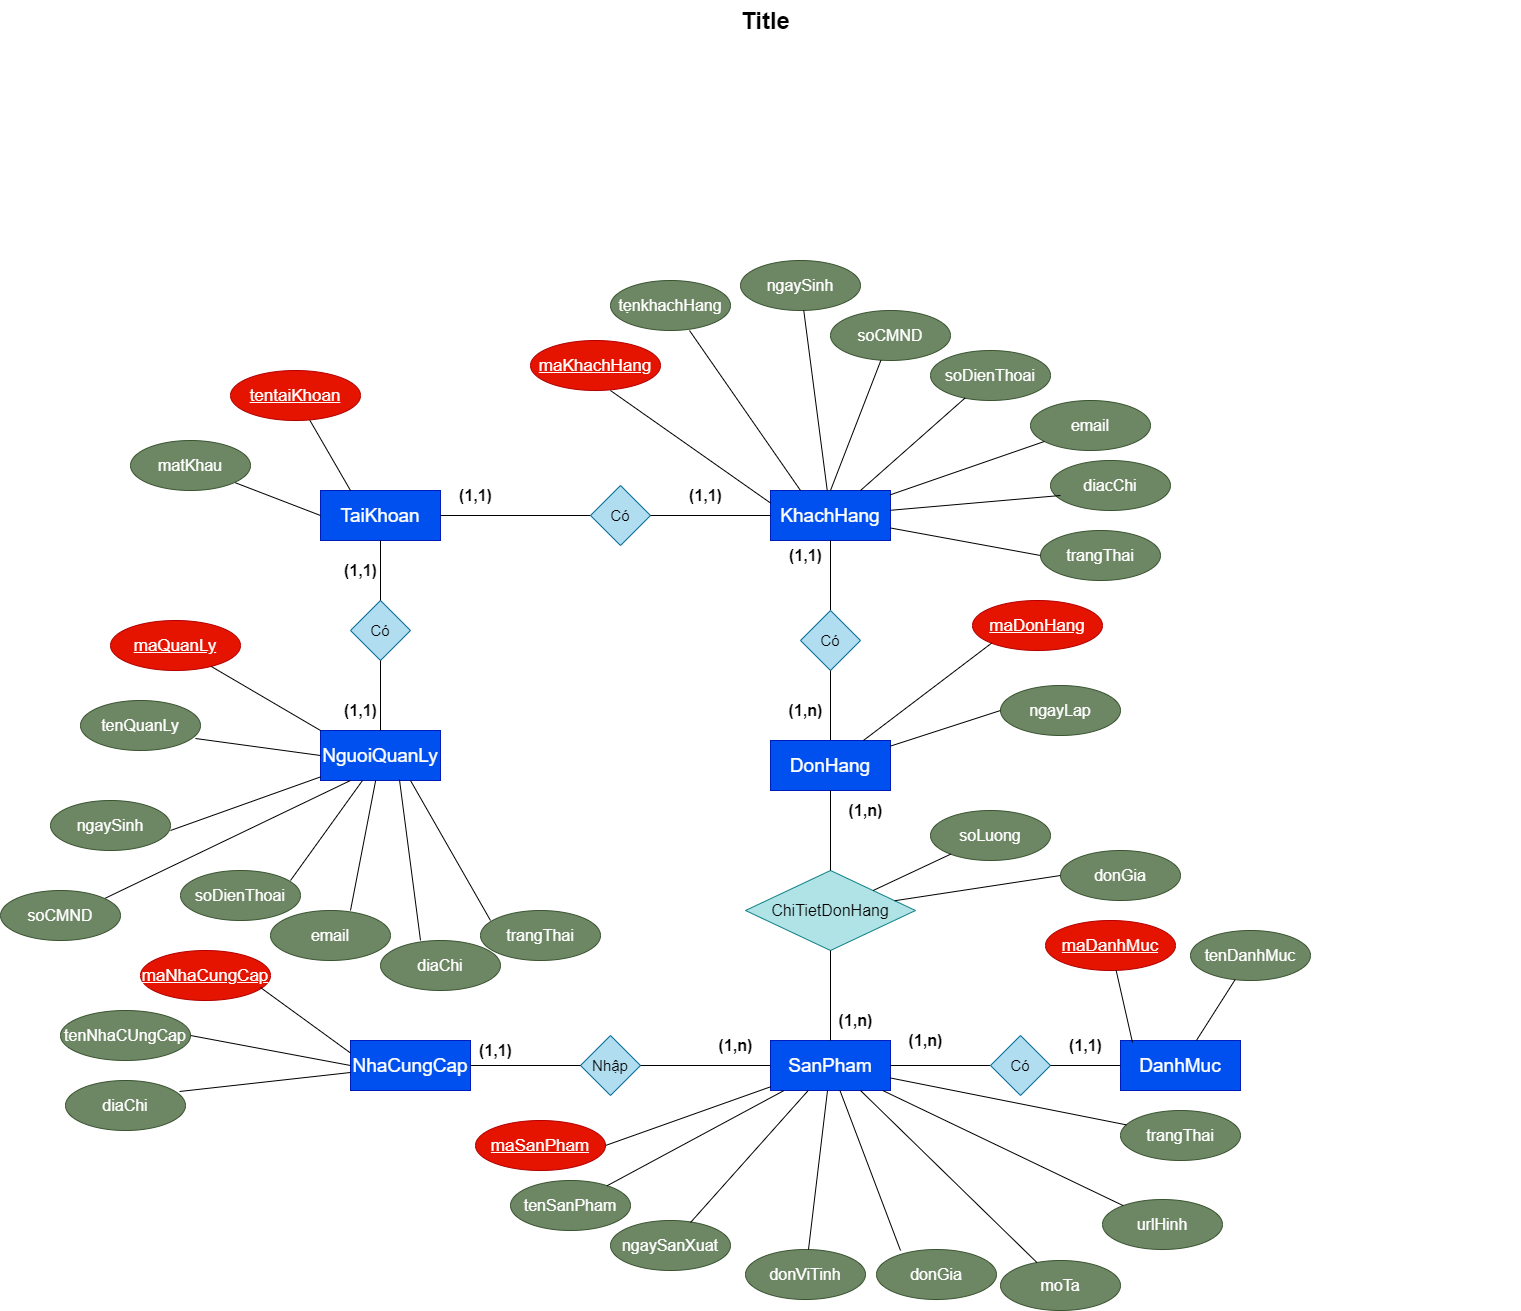 Title
ngaySinh
tẹnkhachHang
soCMND
maKhachHang
soDienThoai
tentaiKhoan
email
matKhau
diacChi
(1,1)
(1,1)
TaiKhoan
Có
KhachHang
trangThai
(1,1)
(1,1)
Có
Có
maDonHang
maQuanLy
(1,1)
(1,n)
ngayLap
tenQuanLy
NguoiQuanLy
DonHang
(1,n)
ngaySinh
soLuong
donGia
soDienThoai
soCMND
ChiTietDonHang
email
trangThai
maDanhMuc
tenDanhMuc
diaChi
maNhaCungCap
(1,n)
tenNhaCUngCap
(1,1)
(1,n)
(1,n)
(1,1)
NhaCungCap
Nhập
SanPham
Có
DanhMuc
diaChi
trangThai
maSanPham
tenSanPham
urlHinh
ngaySanXuat
donViTinh
donGia
moTa